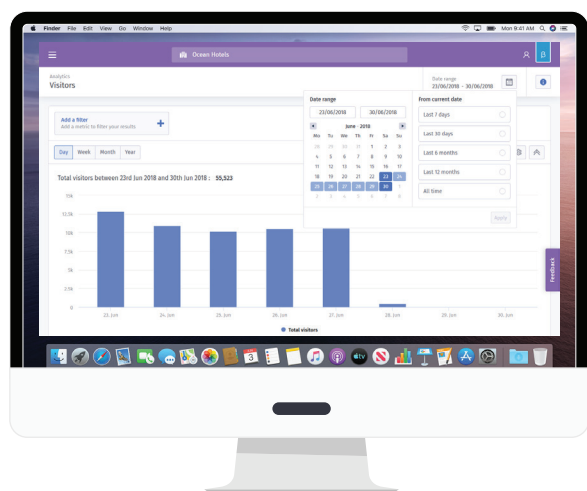 Finder File Edit View Go Window Help
Mon 9:41 AM
Ocean Hotels
β
Analytics
Visitors
Date range
23/06/2018 - 30/06/2018
Add a filter
Add a metric to filter your results
Day Week Month Year
Date range
23/06/2018 30/06/2018
June - 2018
Mo Tu We Th Fr Sa Su
28 29 30 31 1 2 3
4 5 6 7 8 9 10
11 12 13 14 15 16 17
18 19 20 21 22 23 24
25 26 27 28 29 30 1
2 3 4 5 6 7 8
From current date
Last 7 days
Last 30 days
Last 6 months
Last 12 months
All time
Apply
Total visitors between 23rd Jun 2018 and 30th Jun 2018 : 55,523
15k
12.5k
10k
7.5k
5k
2.5k
0
23. Jun 24. Jun 25. Jun 26. Jun 27. Jun 28. Jun 29. Jun 30. Jun
Total visitors
Feedback
3
tv